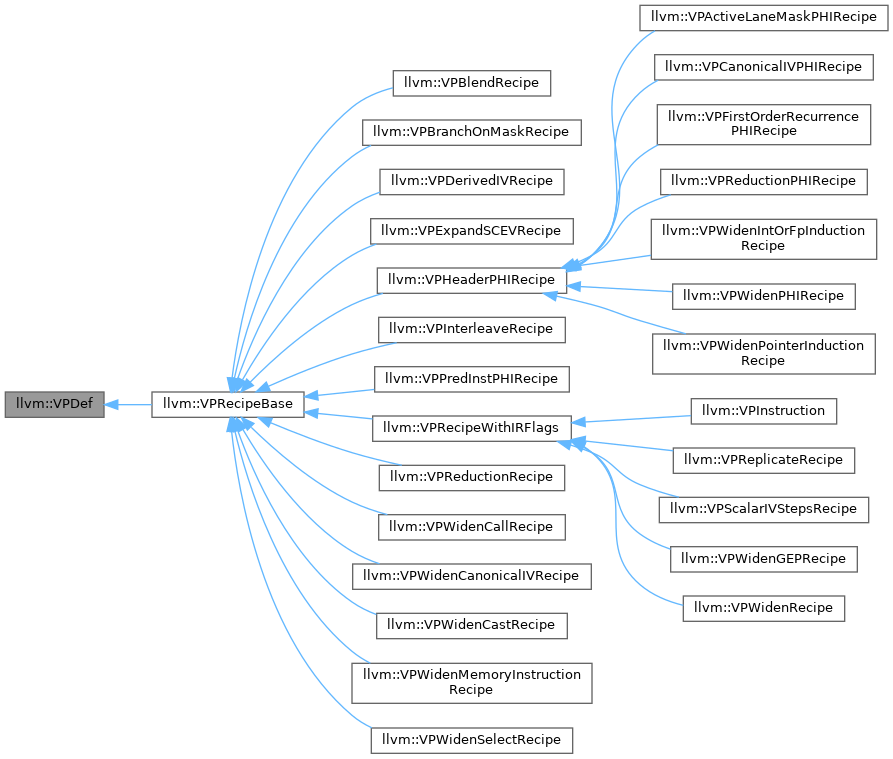 llvm::VPDef
llvm::VPRecipeBase
llvm::VPBlendRecipe
llvm::VPBranchOnMaskRecipe
llvm::VPDerivedIVRecipe
llvm::VPExpandSCEVRecipe
llvm::VPHeaderPHIRecipe
llvm::VPInterleaveRecipe
llvm::VPPredInstPHIRecipe
llvm::VPRecipeWithIRFlags
llvm::VPReductionRecipe
llvm::VPWidenCallRecipe
llvm::VPWidenCanonicalIVRecipe
llvm::VPWidenCastRecipe
llvm::VPWidenMemoryInstruction
Recipe
llvm::VPWidenSelectRecipe
llvm::VPActiveLaneMaskPHIRecipe
llvm::VPCanonicalIVPHIRecipe
llvm::VPFirstOrderRecurrence
PHIRecipe
llvm::VPReductionPHIRecipe
llvm::VPWidenIntOrFpInduction
Recipe
llvm::VPWidenPHIRecipe
llvm::VPWidenPointerInduction
Recipe
llvm::VPInstruction
llvm::VPReplicateRecipe
llvm::VPScalarIVStepsRecipe
llvm::VPWidenGEPRecipe
llvm::VPWidenRecipe